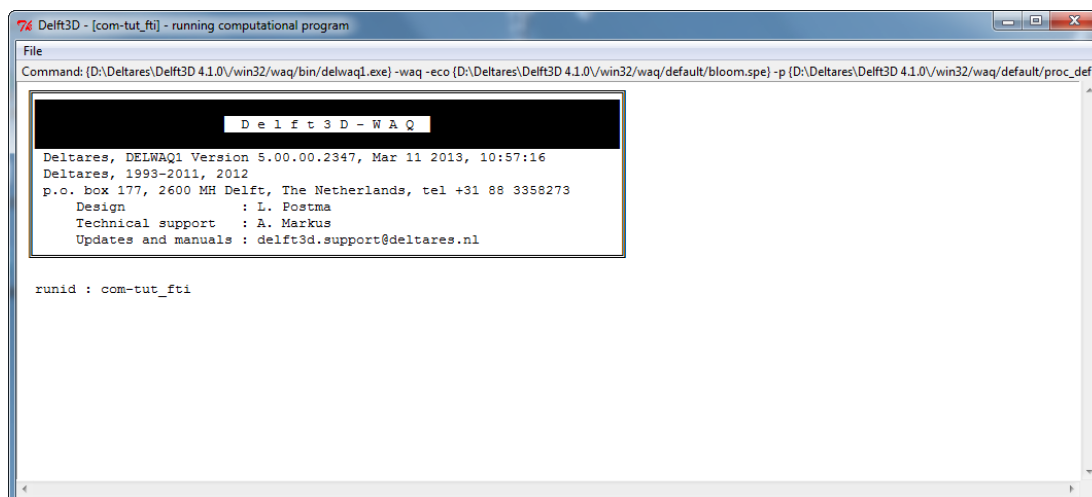 Delft3D - [com-tut_fti] - running computational program
File
Command: {D:\Deltares\Delft3D 4.1.0\/win32/waq/bin/delwaq1.exe} -waq -eco {D:\Deltares\Delft3D 4.1.0\/win32/waq/default/bloom.spe} -p {D:\Deltares\Delft3D 4.1.0\/win32/waq/default/proc_def
D e l f t 3 D - W A Q
Deltares, DELWAQ1 Version 5.00.00.2347, Mar 11 2013, 10:57:16
Deltares, 1993-2011, 2012
p.o. box 177, 2600 MH Delft, The Netherlands, tel +31 88 3358273
Design : L. Postma
Technical support : A. Markus
Updates and manuals : delft3d.support@deltares.nl
runid : com-tut_fti